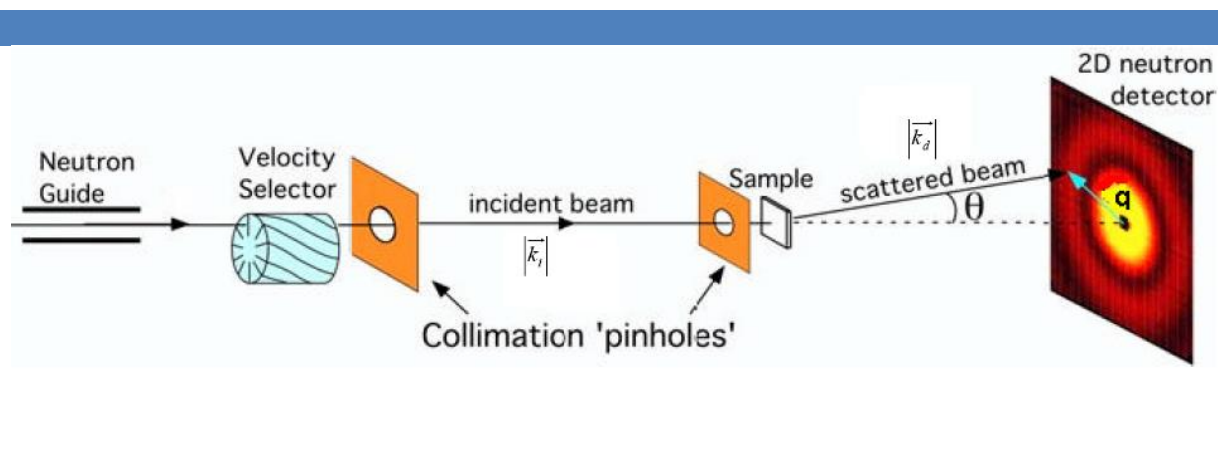 2D neutron
detector
Neutron
Guide
Velocity
Selector
incident beam
|k_i|
Sample
scattered beam
|k_d|
θ
q
Collimation 'pinholes'